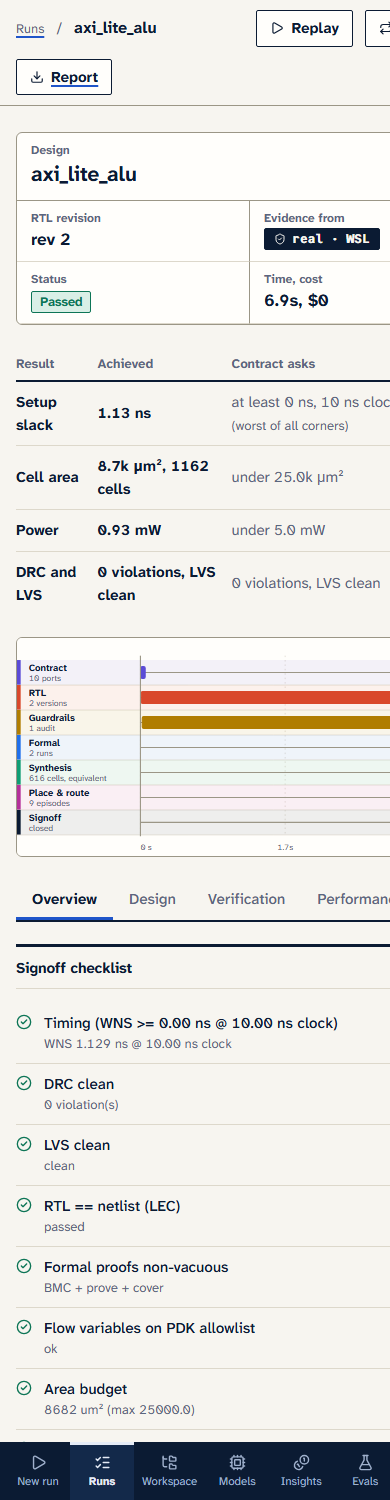 Runs / axi_lite_alu
Replay
Report
Design
axi_lite_alu
RTL revision
rev 2
Evidence from
real · WSL
Status
Passed
Time, cost
6.9s, $0
Result Achieved Contract asks
Setup slack
1.13 ns
at least 0 ns, 10 ns cloc
(worst of all corners)
Cell area
8.7k µm², 1162 cells
under 25.0k µm²
Power
0.93 mW
under 5.0 mW
DRC and LVS
0 violations, LVS clean
0 violations, LVS clean
Contract
10 ports
RTL
2 versions
Guardrails
1 audit
Formal
2 runs
Synthesis
616 cells, equivalent
Place & route
9 episodes
Signoff
closed
0 s 1.7s
Overview Design Verification Performanc
Signoff checklist
Timing (WNS >= 0.00 ns @ 10.00 ns clock)
WNS 1.129 ns @ 10.00 ns clock
DRC clean
0 violation(s)
LVS clean
clean
RTL == netlist (LEC)
passed
Formal proofs non-vacuous
BMC + prove + cover
Flow variables on PDK allowlist
ok
Area budget
8682 um² (max 25000.0)
New run Runs Workspace Models Insights Evals